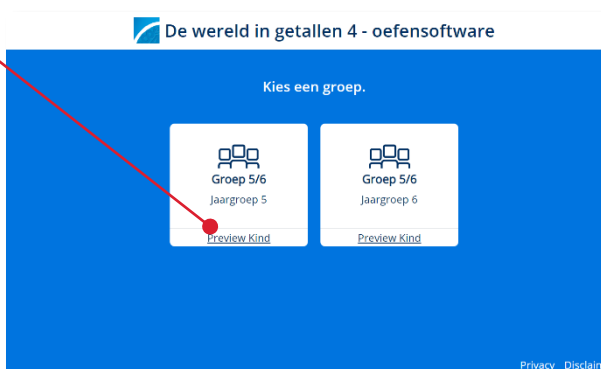 De wereld in getallen 4 - oefensoftware
Kies een groep.
Groep 5/6
Jaargroep 5
Preview Kind
Groep 5/6
Jaargroep 6
Preview Kind
Privacy Disclaim